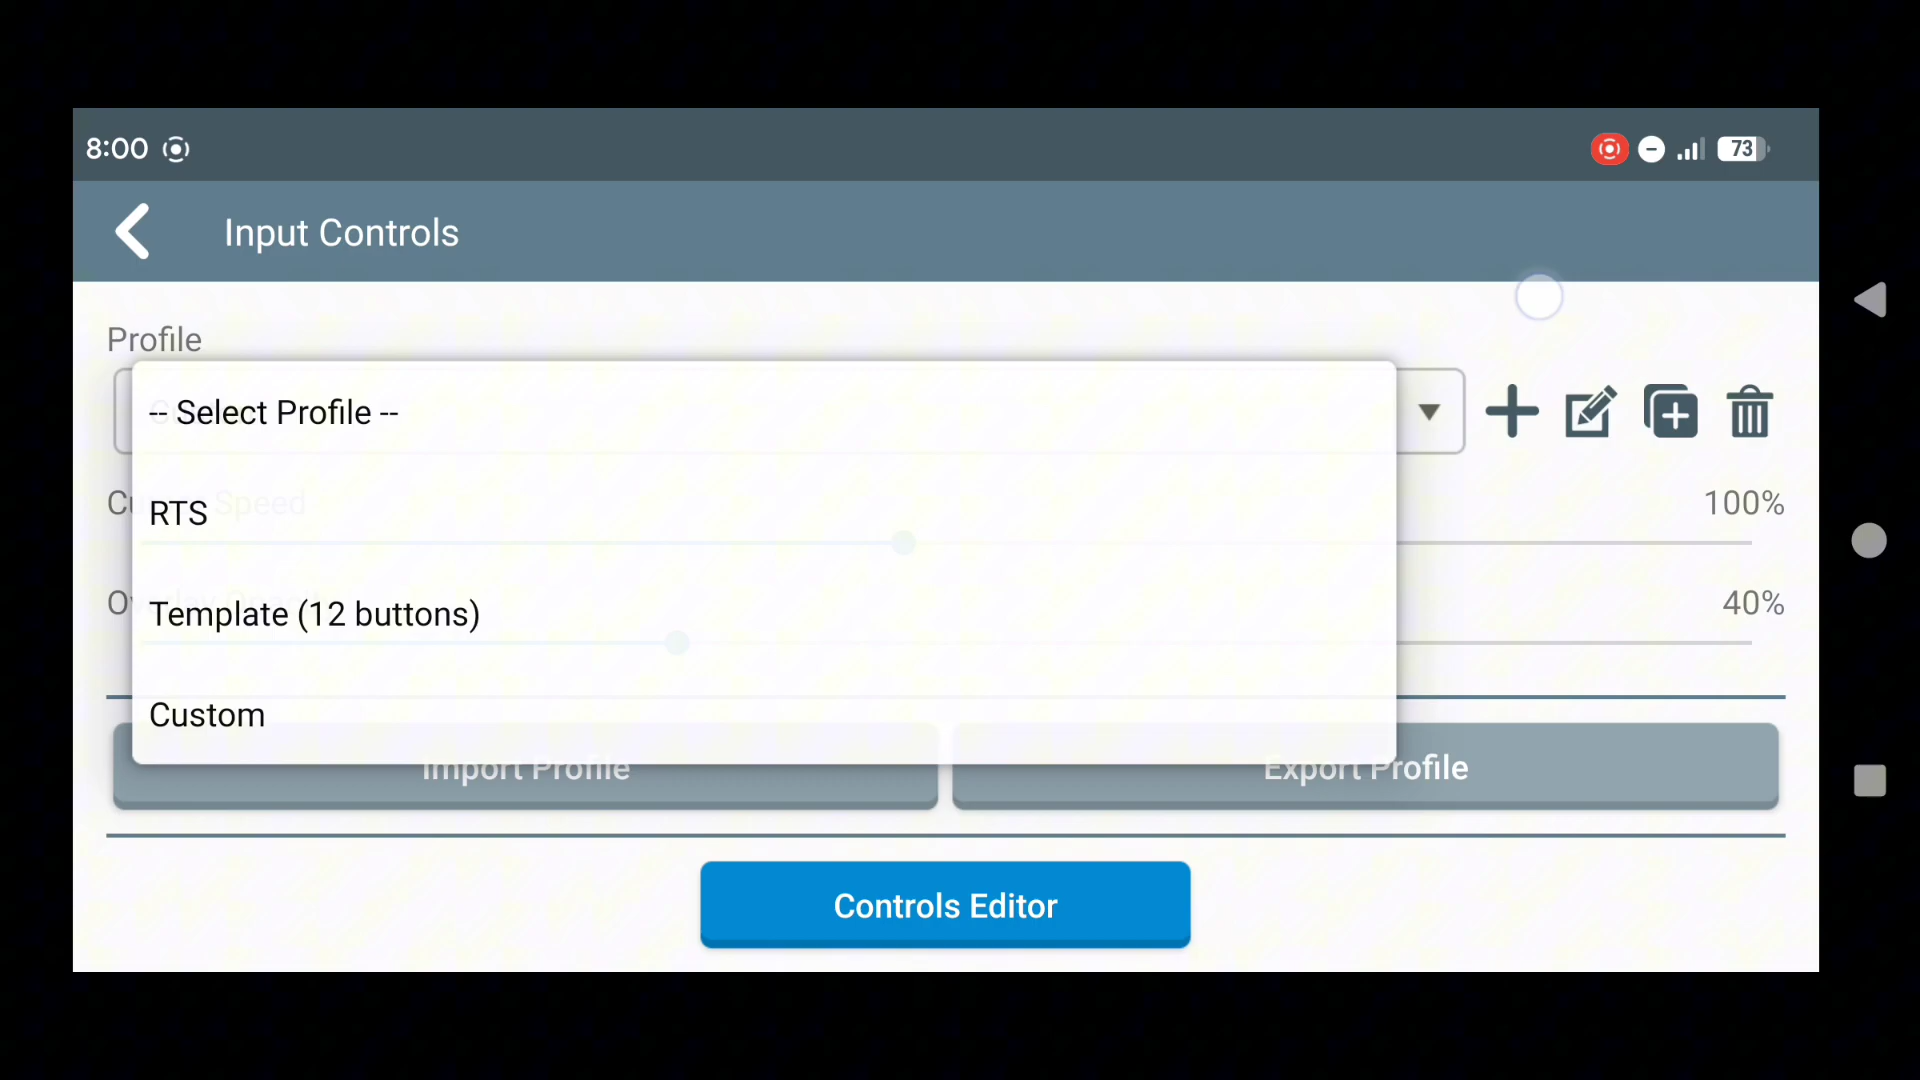 8:00
73
Input Controls
Profile
-- Select Profile --
RTS
100%
Template (12 buttons)
40%
Custom
Import Profile
Export Profile
Controls Editor